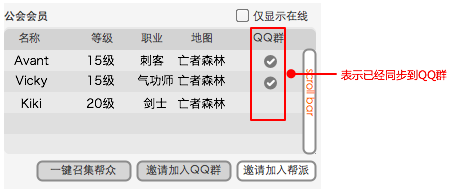 公会会员 仅显示在线
名称 等级 职业 地图 QQ群
Avant 15级 刺客 亡者森林
Vicky 15级 气功师 亡者森林
Kiki 20级 剑士 亡者森林
scroll bar
表示已经同步到QQ群
一键召集帮众 邀请加入QQ群 邀请加入帮派